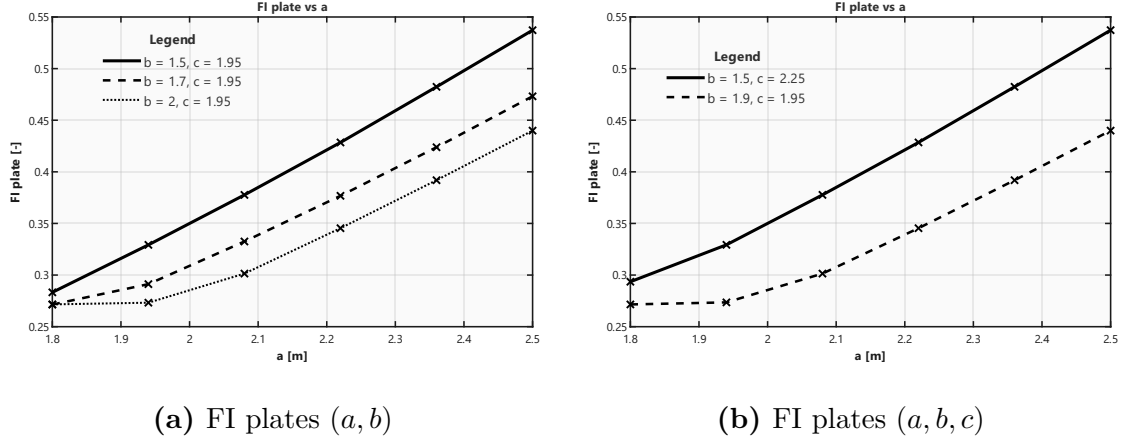 FI plate vs a
FI plate [-]
0.55
0.5
0.45
0.4
0.35
0.3
0.25
Legend
b = 1.5, c = 1.95
b = 1.7, c = 1.95
b = 2, c = 1.95
1.8 1.9 2 2.1 2.2 2.3 2.4 2.5
a [m]
(a) FI plates (a, b)
FI plate vs a
FI plate [-]
0.55
0.5
0.45
0.4
0.35
0.3
0.25
Legend
b = 1.5, c = 2.25
b = 1.9, c = 1.95
1.8 1.9 2 2.1 2.2 2.3 2.4 2.5
a [m]
(b) FI plates (a, b, c)